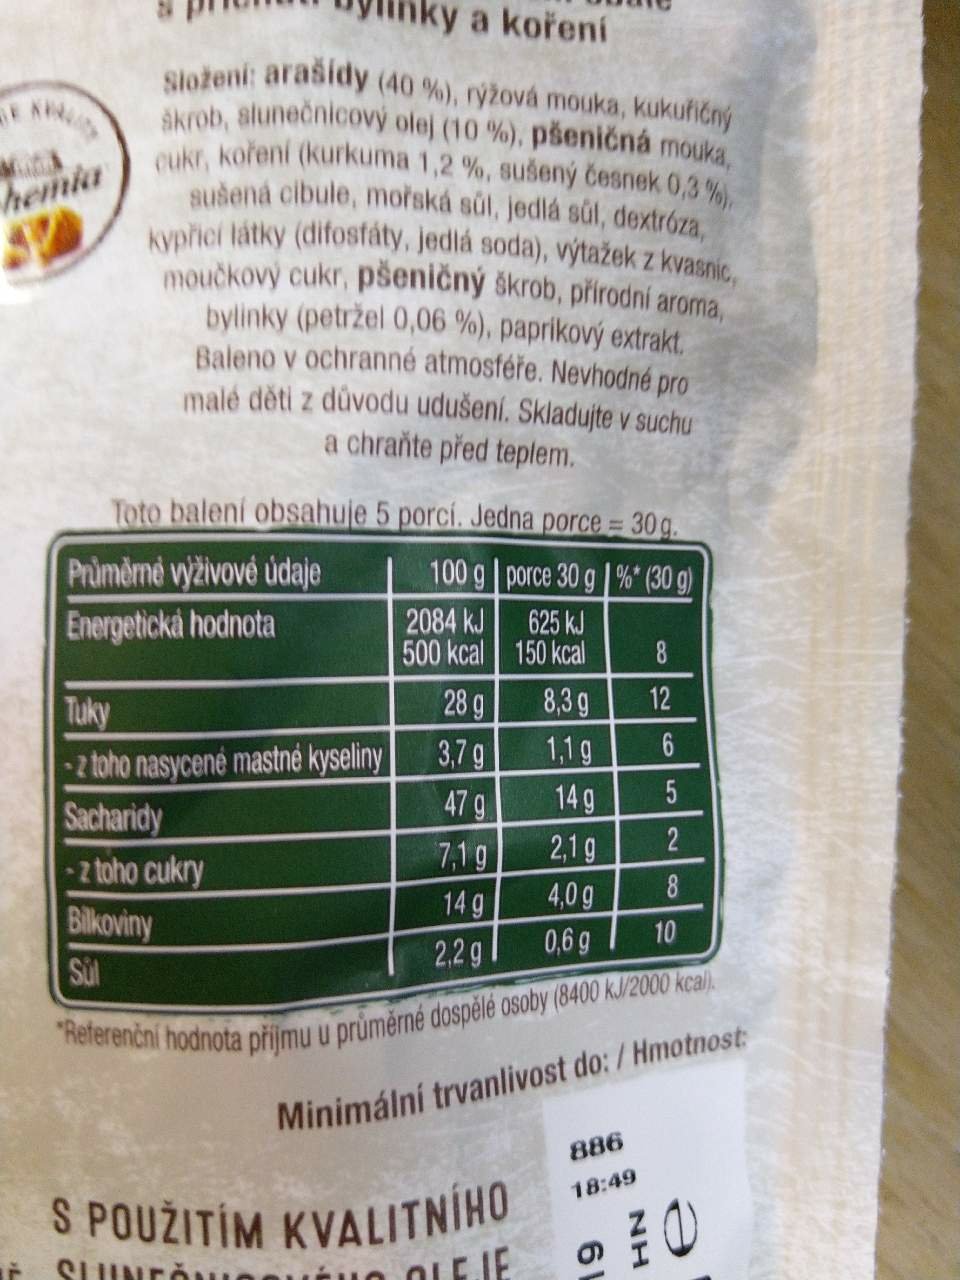 bylinky a koření
Složení: arašídy (40 %), rýžová mouka, kukuřičný
škrob, slunečnicový olej (10 %), pšeničná mouka,
cukr, koření (kurkuma 1,2 %, sušený česnek 0,3 %),
sušená cibule, mořská sůl, jedlá sůl, dextróza,
kypřicí látky (difosfáty, jedlá soda), výtažek z kvasnic,
moučkový cukr, pšeničný škrob, přírodní aroma,
bylinky (petržel 0,06 %), paprikový extrakt.
Baleno v ochranné atmosféře. Nevhodné pro
malé děti z důvodu udušení. Skladujte v suchu
a chraňte před teplem.
Toto balení obsahuje 5 porcí. Jedna porce = 30 g.
Průměrné výživové údaje 100 g porce 30 g %* (30 g)
Energetická hodnota 2084 kJ 625 kJ
500 kcal 150 kcal 8
Tuky 28 g 8,3 g 12
- z toho nasycené mastné kyseliny 3,7 g 1,1 g 6
Sacharidy 47 g 14 g 5
- z toho cukry 7,1 g 2,1 g 2
Bílkoviny 14 g 4,0 g 8
Sůl 2,2 g 0,6 g 10
*Referenční hodnota příjmu u průměrné dospělé osoby (8400 kJ/2000 kcal).
Minimální trvanlivost do: / Hmotnost:
886
18:49
HN
e
S POUŽITÍM KVALITNÍHO
OLEJE